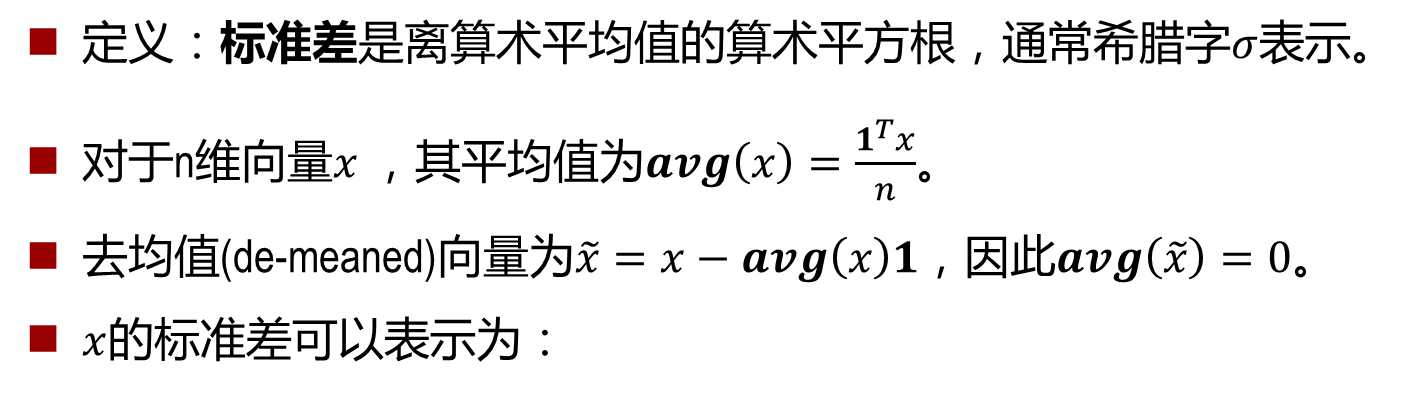 ■ 定义：标准差是离算术平均值的算术平方根，通常希腊字σ表示。
■ 对于n维向量x ，其平均值为avg(x) = 1ᵀx/n。
■ 去均值(de-meaned)向量为x̃ = x − avg(x)1，因此avg(x̃) = 0。
■ x的标准差可以表示为：